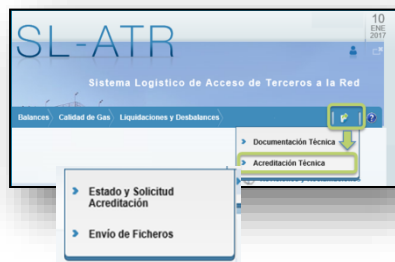 10
ENE
2017
SL-ATR
Sistema Logístico de Acceso de Terceros a la Red
Balances
Calidad de Gas
Liquidaciones y Desbalances
Documentación Técnica
Acreditación Técnica
Estado y Solicitud
Acreditación
Envío de Ficheros